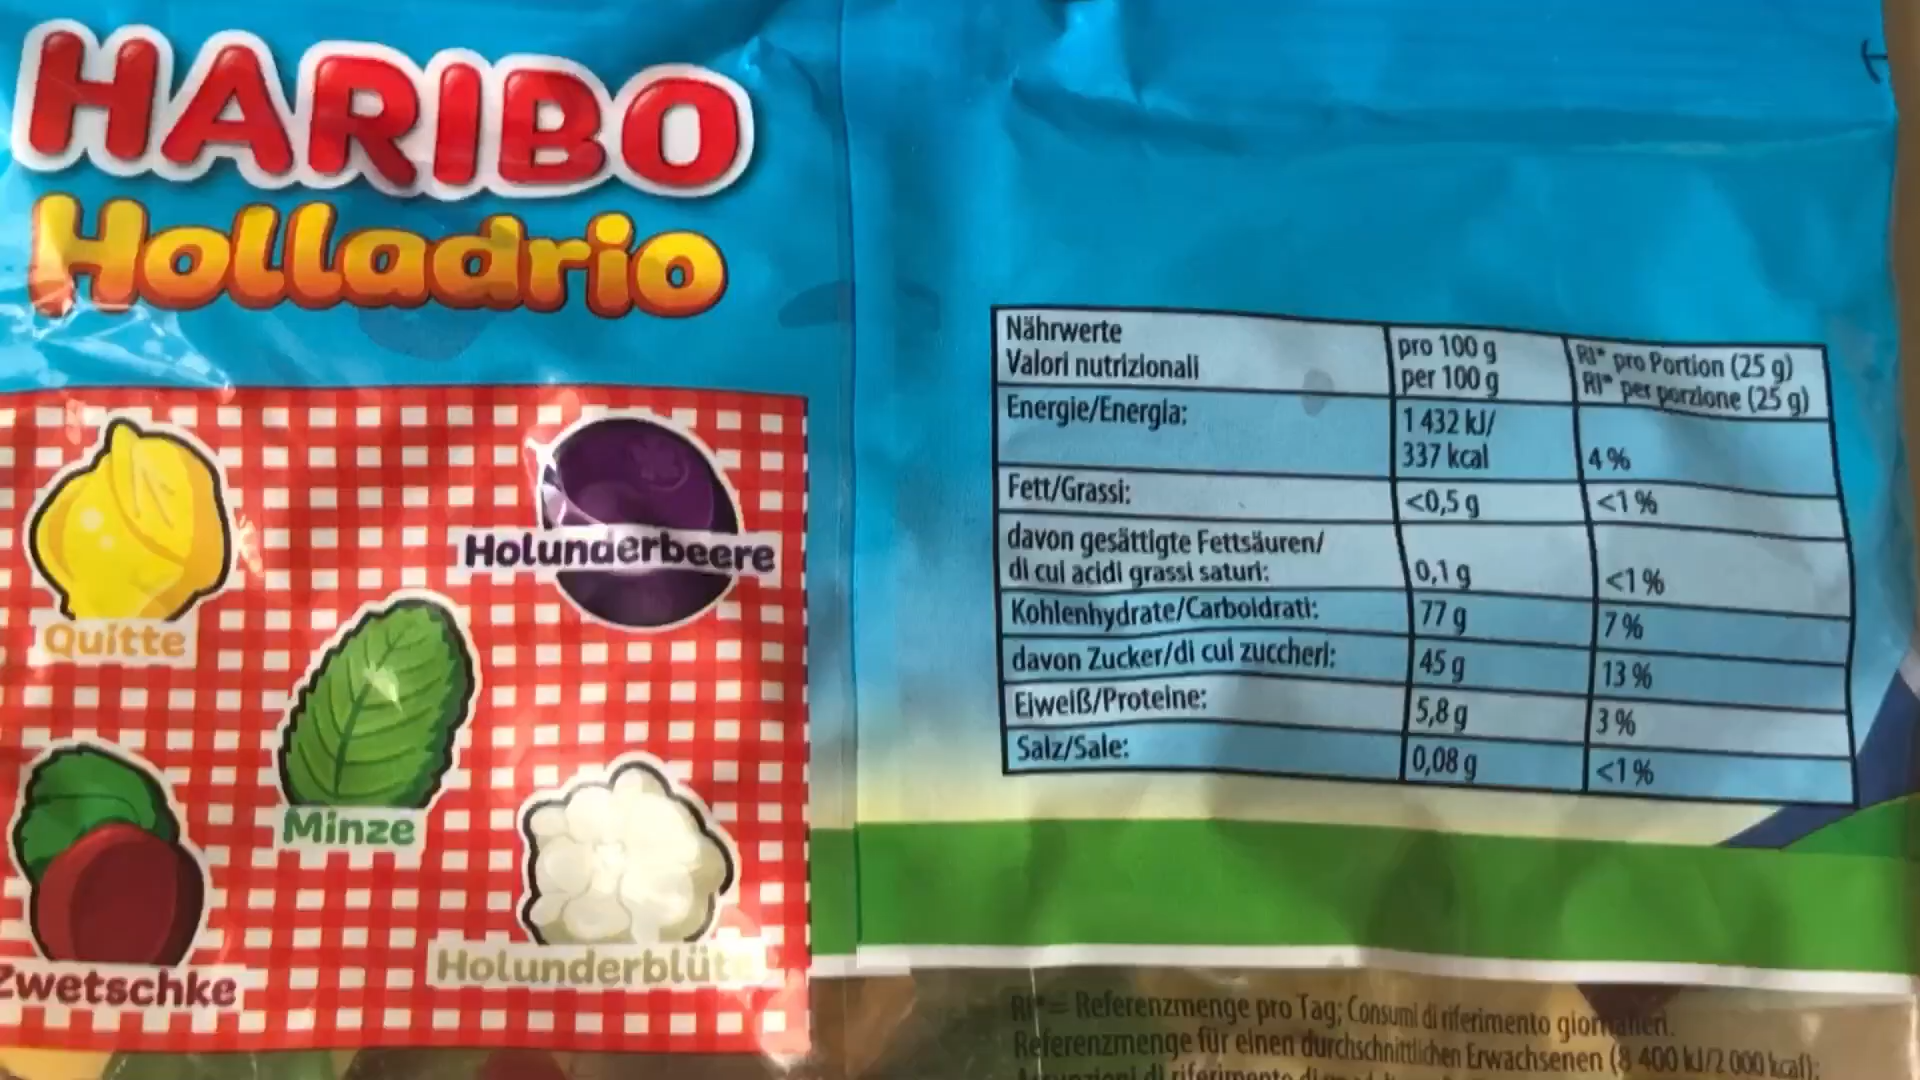 HARIBO
Holladrio
Quitte
Holunderbeere
Minze
Zwetschke
Nährwerte
Valori nutrizionali
pro 100 g
per 100 g
RI* pro Portion (25 g)
RI* per porzione (25 g)
Energie/Energia:
1 432 kJ/
337 kcal
4 %
Fett/Grassi:
<0,5 g
<1 %
davon gesättigte Fettsäuren/
di cui acidi grassi saturi:
0,1 g
<1 %
Kohlenhydrate/Carboidrati:
77 g
7 %
davon Zucker/di cui zuccheri:
45 g
13 %
Eiweiß/Proteine:
5,8 g
3 %
Salz/Sale:
0,08 g
<1 %
RI* = Referenzmenge pro Tag; Consumi di riferimento giornalieri.
Referenzmenge für einen durchschnittlichen Erwachsenen (8 400 kJ/2 000 kcal);
di riferimento